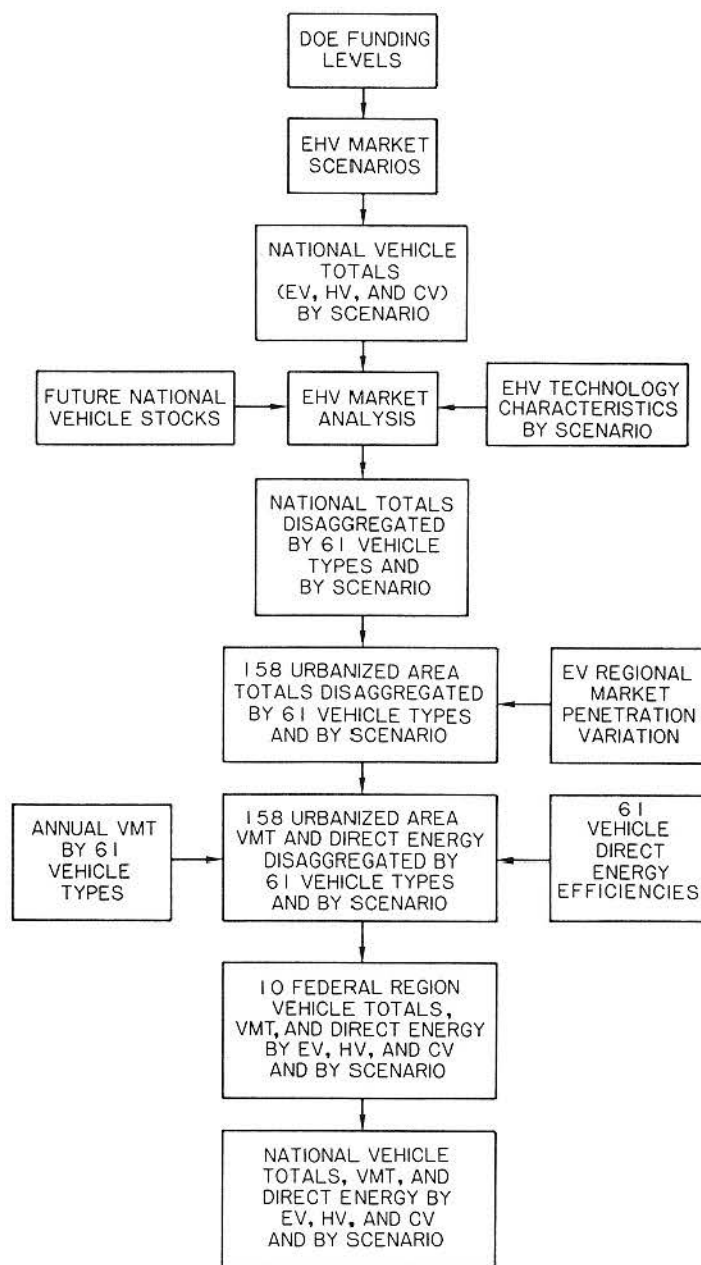 DOE FUNDING
LEVELS
EHV MARKET
SCENARIOS
NATIONAL VEHICLE
TOTALS
(EV, HV, AND CV)
BY SCENARIO
FUTURE NATIONAL
VEHICLE STOCKS
EHV MARKET
ANALYSIS
EHV TECHNOLOGY
CHARACTERISTICS
BY SCENARIO
NATIONAL TOTALS
DISAGGREGATED
BY 61 VEHICLE
TYPES AND
BY SCENARIO
158 URBANIZED AREA
TOTALS DISAGGREGATED
BY 61 VEHICLE TYPES
AND BY SCENARIO
EV REGIONAL
MARKET
PENETRATION
VARIATION
ANNUAL VMT
BY 61
VEHICLE
TYPES
158 URBANIZED AREA
VMT AND DIRECT ENERGY
DISAGGREGATED BY
61 VEHICLE TYPES
AND BY SCENARIO
61
VEHICLE
DIRECT
ENERGY
EFFICIENCIES
10 FEDERAL REGION
VEHICLE TOTALS,
VMT, AND DIRECT ENERGY
BY EV, HV, AND CV
AND BY SCENARIO
NATIONAL VEHICLE
TOTALS, VMT, AND
DIRECT ENERGY BY
EV, HV, AND CV
AND BY SCENARIO